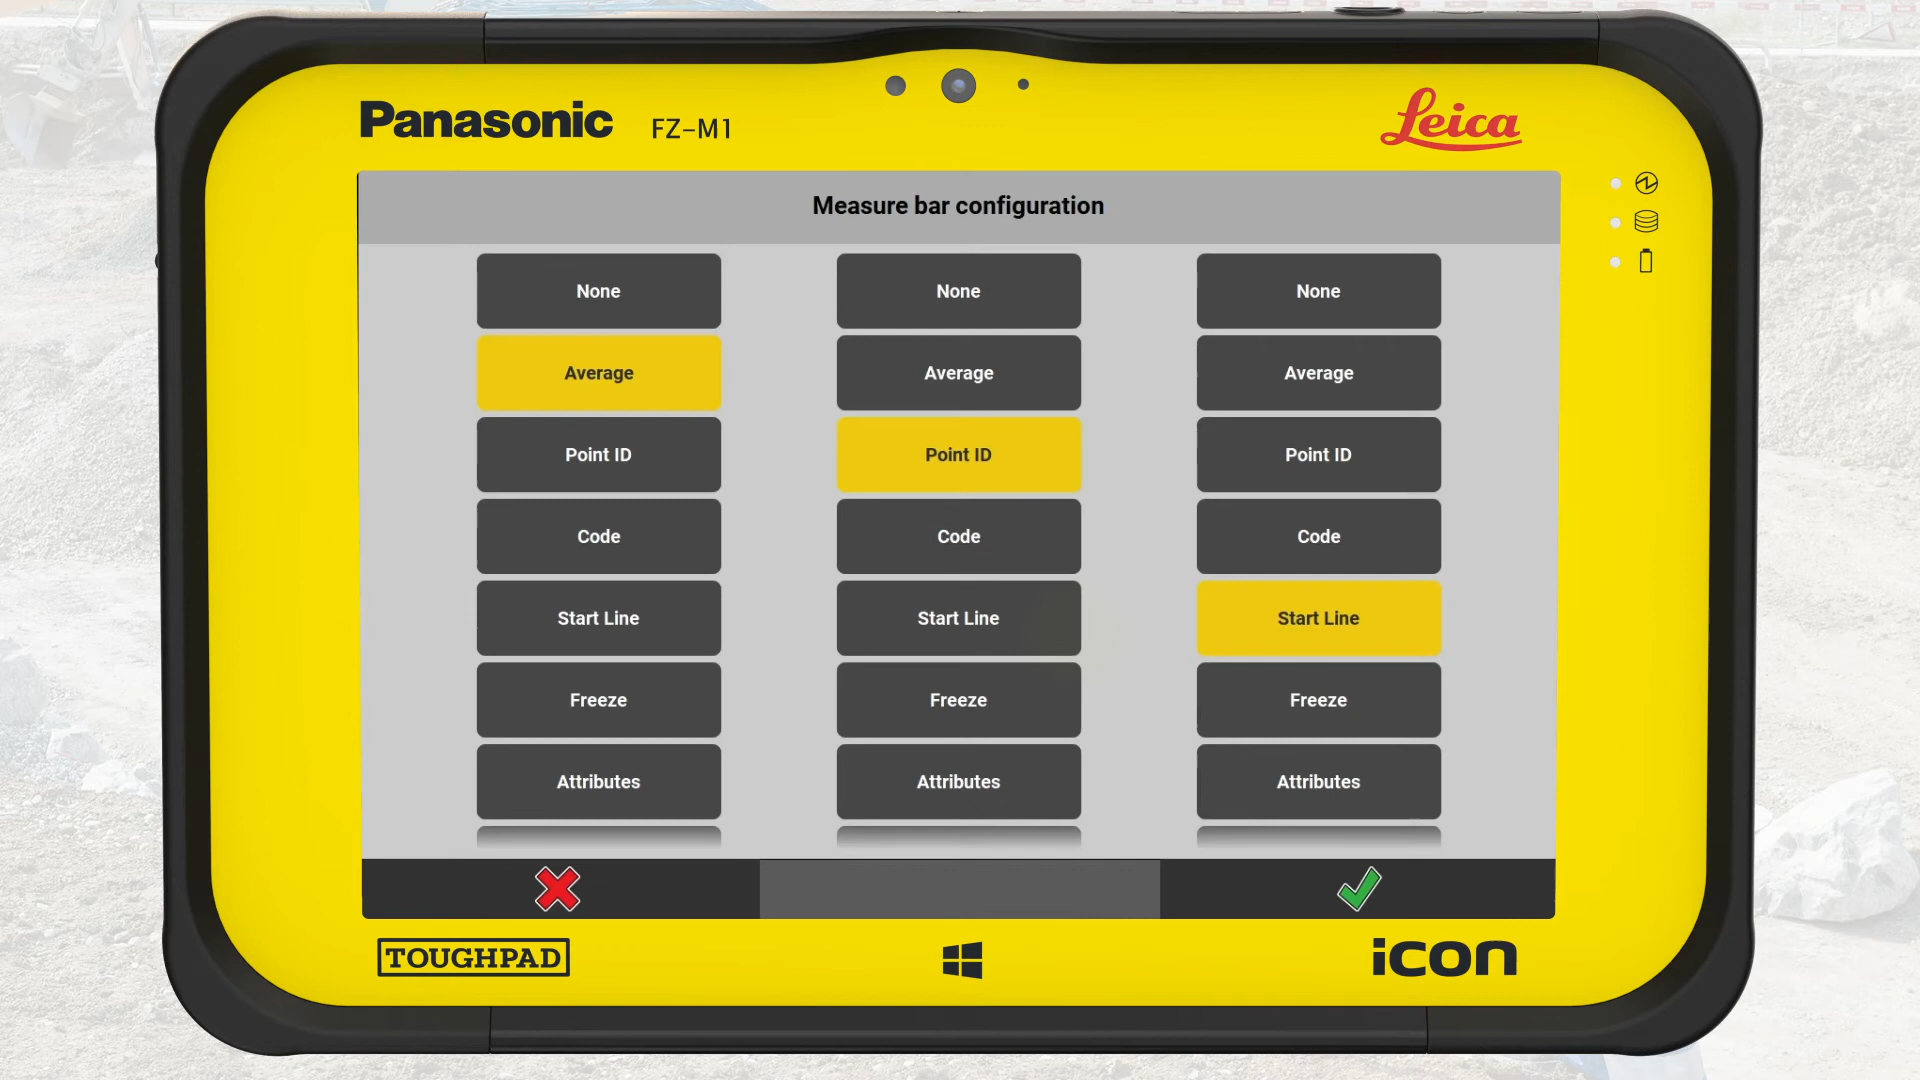 Panasonic FZ-M1 Leica
Measure bar configuration
None None None
Average Average Average
Point ID Point ID Point ID
Code Code Code
Start Line Start Line Start Line
Freeze Freeze Freeze
Attributes Attributes Attributes
TOUGHPAD icon